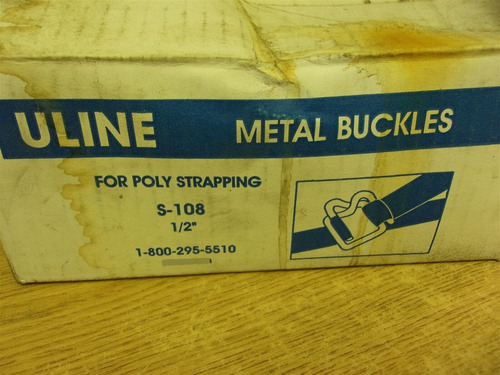 ULINE METAL BUCKLES
FOR POLY STRAPPING
S-108
1/2"
1-800-295-5510